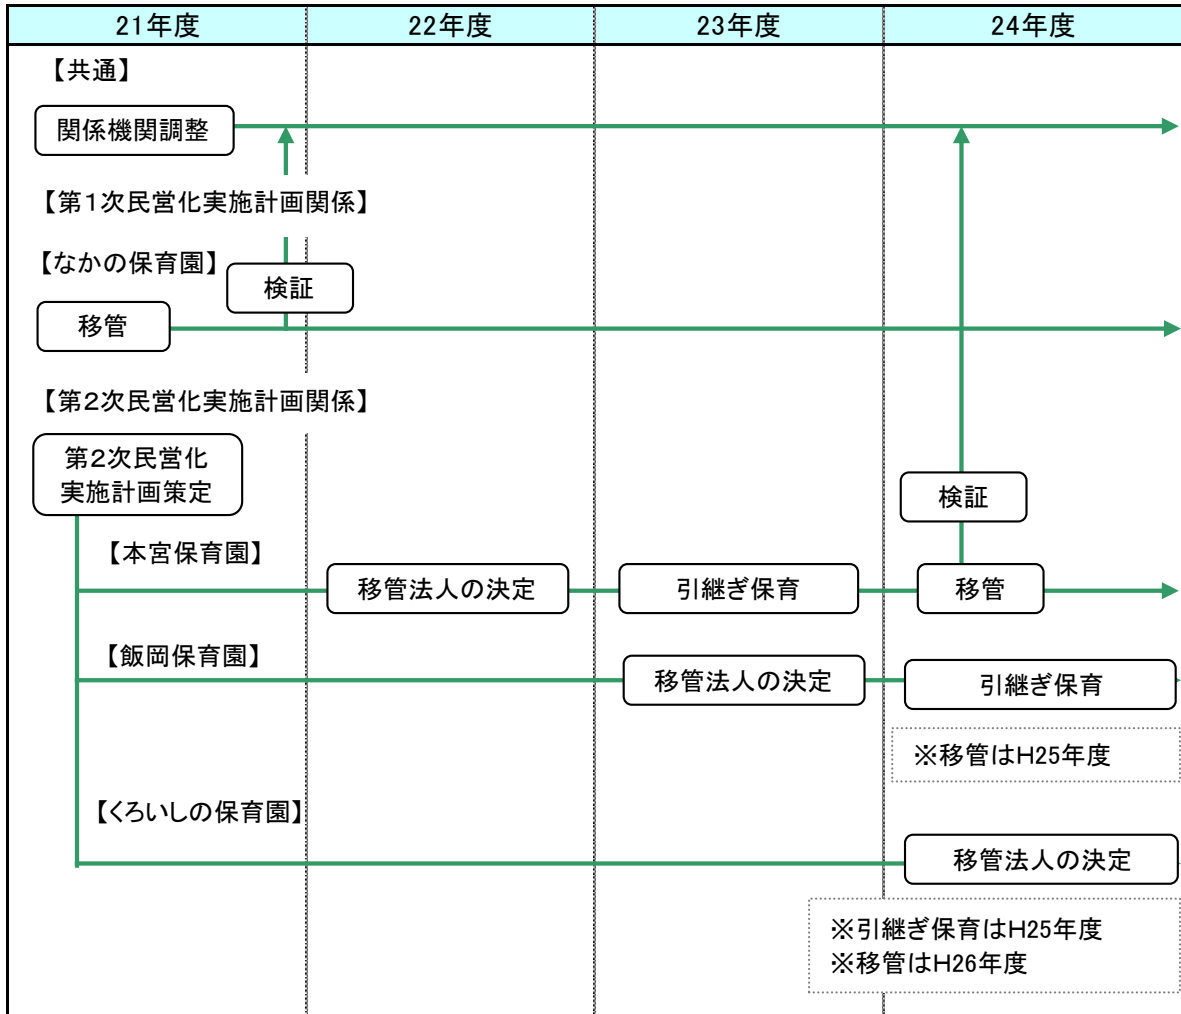 21年度 22年度 23年度 24年度
【共通】
関係機関調整
【第１次民営化実施計画関係】
【なかの保育園】
検証
移管
【第２次民営化実施計画関係】
第２次民営化
実施計画策定
検証
【本宮保育園】
移管法人の決定 引継ぎ保育 移管
【飯岡保育園】
移管法人の決定 引継ぎ保育
※移管はH25年度
【くろいしの保育園】
移管法人の決定
※引継ぎ保育はH25年度
※移管はH26年度